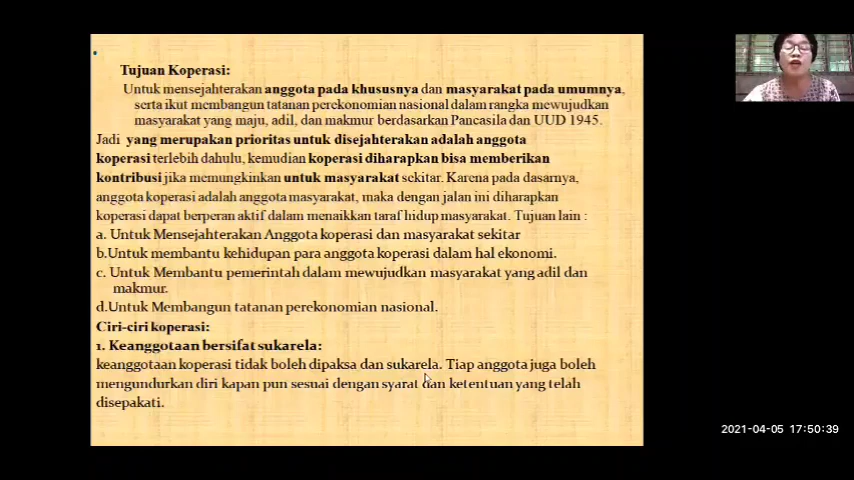 Tujuan Koperasi:
Untuk mensejahterakan anggota pada khususnya dan masyarakat pada umumnya,
serta ikut membangun tatanan perekonomian nasional dalam rangka mewujudkan
masyarakat yang maju, adil, dan makmur berdasarkan Pancasila dan UUD 1945.
Jadi yang merupakan prioritas untuk disejahterakan adalah anggota
koperasi terlebih dahulu, kemudian koperasi diharapkan bisa memberikan
kontribusi jika memungkinkan untuk masyarakat sekitar. Karena pada dasarnya,
anggota koperasi adalah anggota masyarakat, maka dengan jalan ini diharapkan
koperasi dapat berperan aktif dalam menaikkan taraf hidup masyarakat. Tujuan lain :
a. Untuk Mensejahterakan Anggota koperasi dan masyarakat sekitar
b.Untuk membantu kehidupan para anggota koperasi dalam hal ekonomi.
c. Untuk Membantu pemerintah dalam mewujudkan masyarakat yang adil dan
makmur.
d.Untuk Membangun tatanan perekonomian nasional.
Ciri-ciri koperasi:
1. Keanggotaan bersifat sukarela:
keanggotaan koperasi tidak boleh dipaksa dan sukarela. Tiap anggota juga boleh
mengundurkan diri kapan pun sesuai dengan syarat dan ketentuan yang telah
disepakati.
2021-04-05 17:50:39